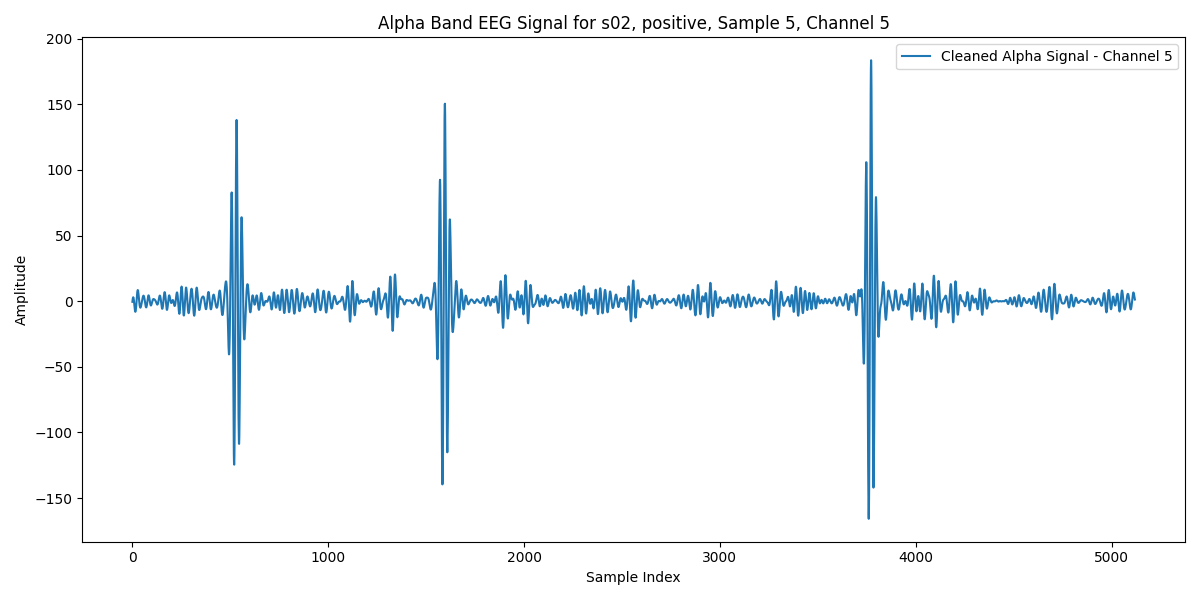 Alpha Band EEG Signal for s02, positive, Sample 5, Channel 5
Cleaned Alpha Signal - Channel 5
Amplitude
200
150
100
50
0
−50
−100
−150
0 1000 2000 3000 4000 5000
Sample Index